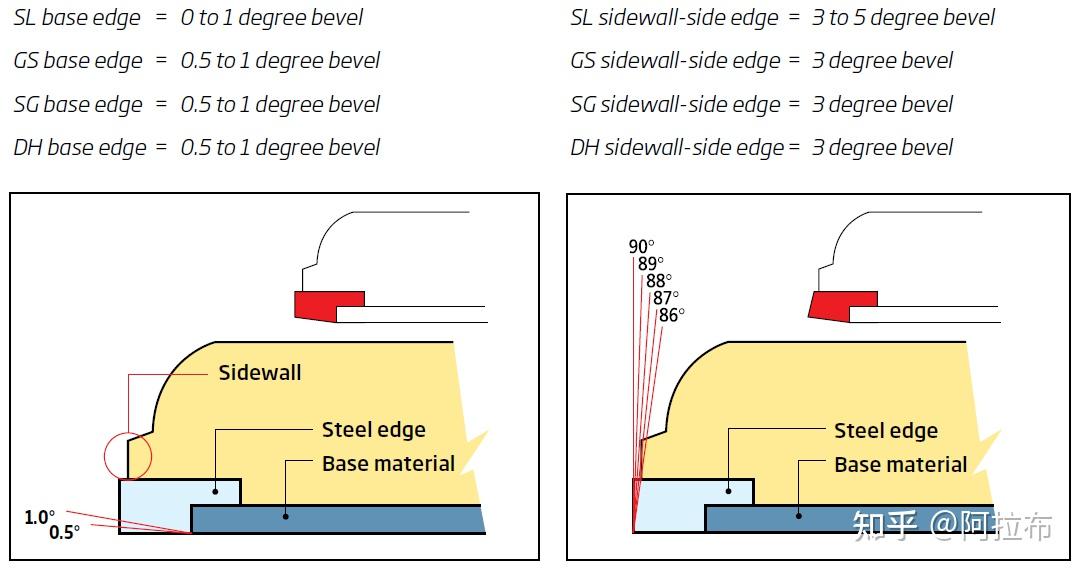 SL base edge = 0 to 1 degree bevel
GS base edge = 0.5 to 1 degree bevel
SG base edge = 0.5 to 1 degree bevel
DH base edge = 0.5 to 1 degree bevel
SL sidewall-side edge = 3 to 5 degree bevel
GS sidewall-side edge = 3 degree bevel
SG sidewall-side edge = 3 degree bevel
DH sidewall-side edge = 3 degree bevel
Sidewall
Steel edge
Base material
1.0°
0.5°
90°
89°
88°
87°
86°
Steel edge
Base material
知乎 @阿拉布